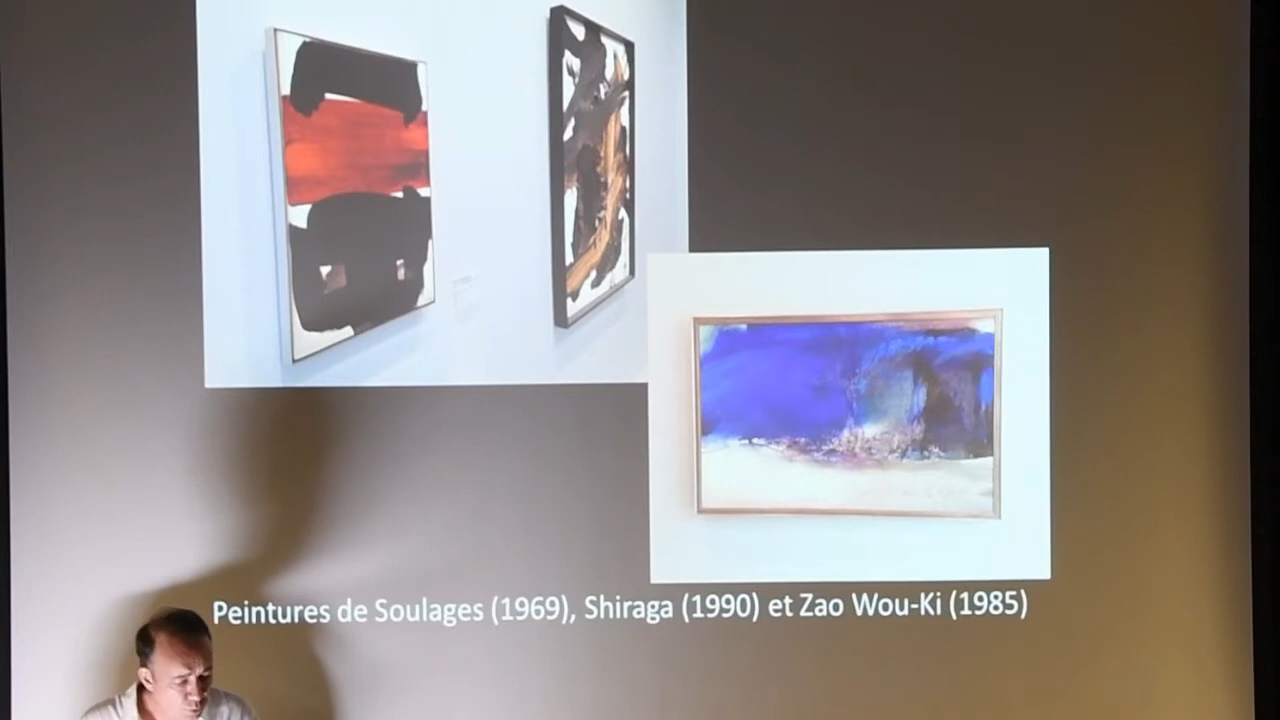 Peintures de Soulages (1969), Shiraga (1990) et Zao Wou-Ki (1985)